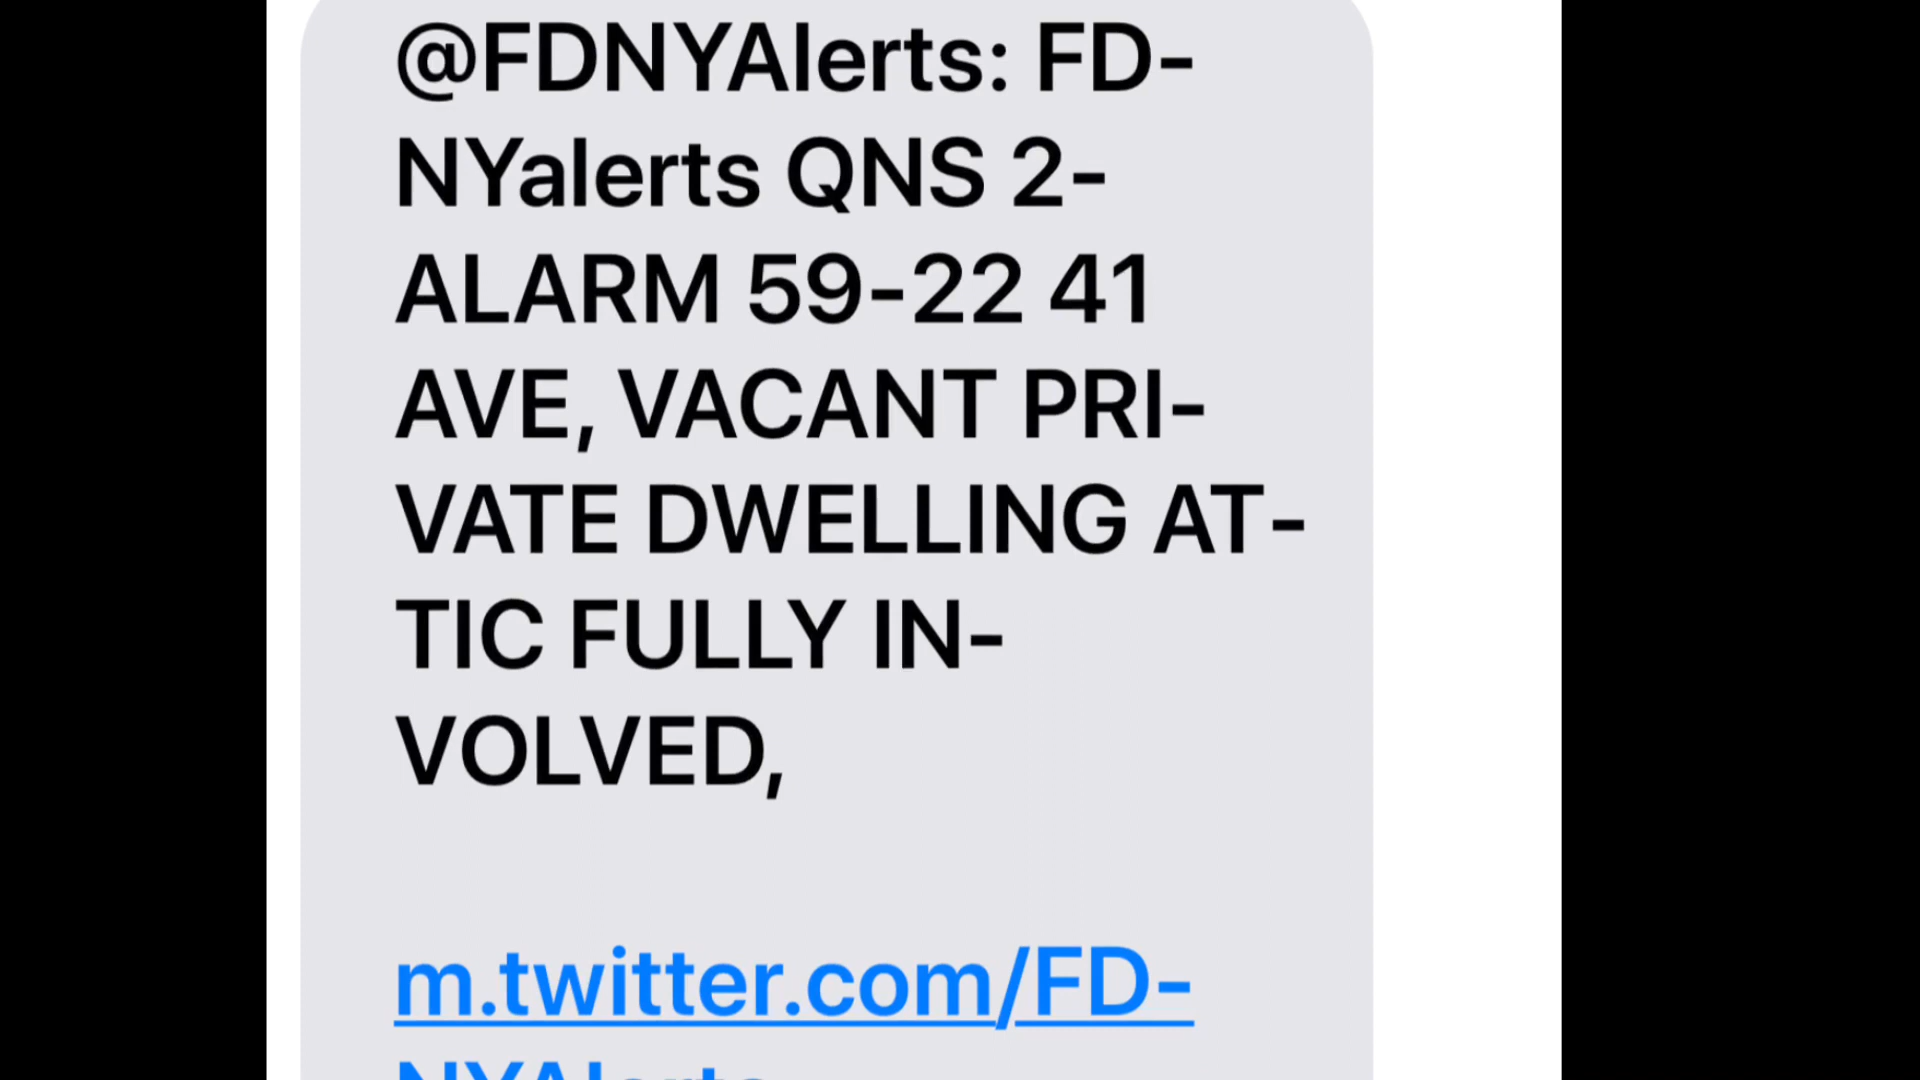 @FDNYAlerts: FD-
NYalerts QNS 2-
ALARM 59-22 41
AVE, VACANT PRI-
VATE DWELLING AT-
TIC FULLY IN-
VOLVED,
m.twitter.com/FD-
NYAlerts